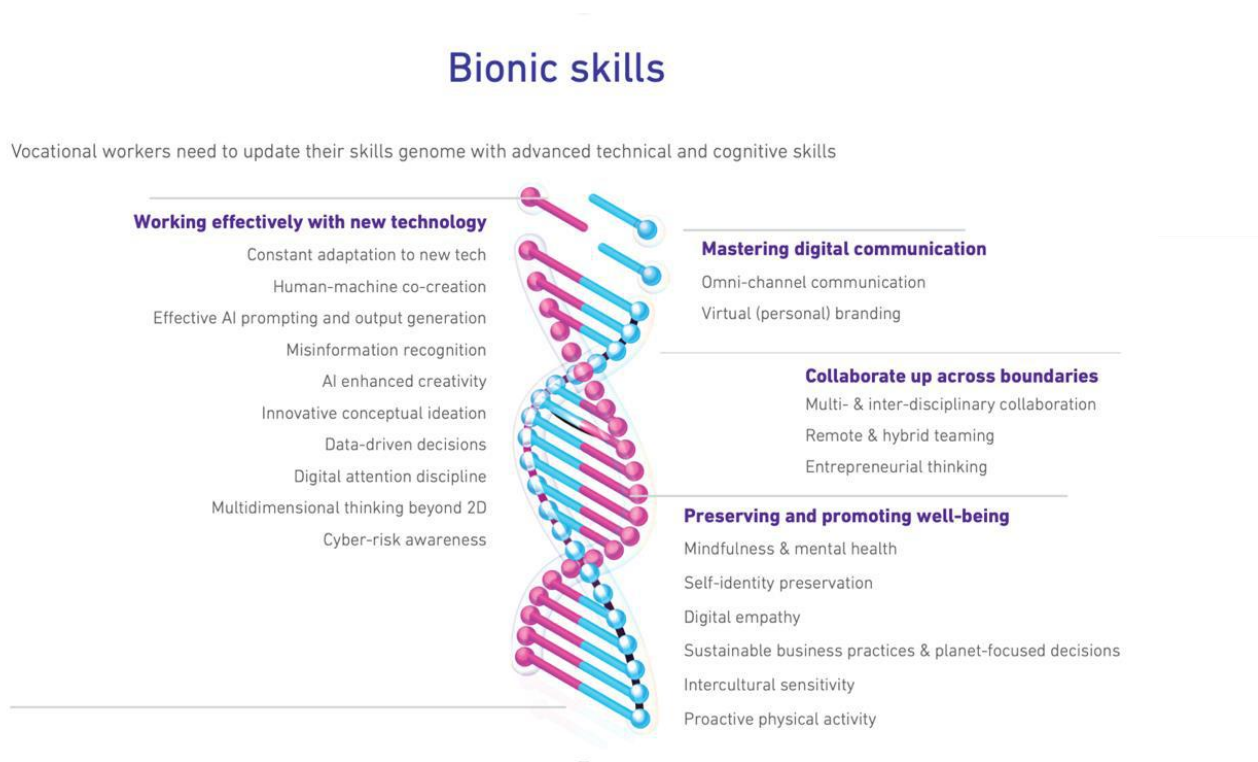 Bionic skills
Vocational workers need to update their skills genome with advanced technical and cognitive skills
Working effectively with new technology
Constant adaptation to new tech
Human-machine co-creation
Effective AI prompting and output generation
Misinformation recognition
AI enhanced creativity
Innovative conceptual ideation
Data-driven decisions
Digital attention discipline
Multidimensional thinking beyond 2D
Cyber-risk awareness
Mastering digital communication
Omni-channel communication
Virtual (personal) branding
Collaborate up across boundaries
Multi- & inter-disciplinary collaboration
Remote & hybrid teaming
Entrepreneurial thinking
Preserving and promoting well-being
Mindfulness & mental health
Self-identity preservation
Digital empathy
Sustainable business practices & planet-focused decisions
Intercultural sensitivity
Proactive physical activity